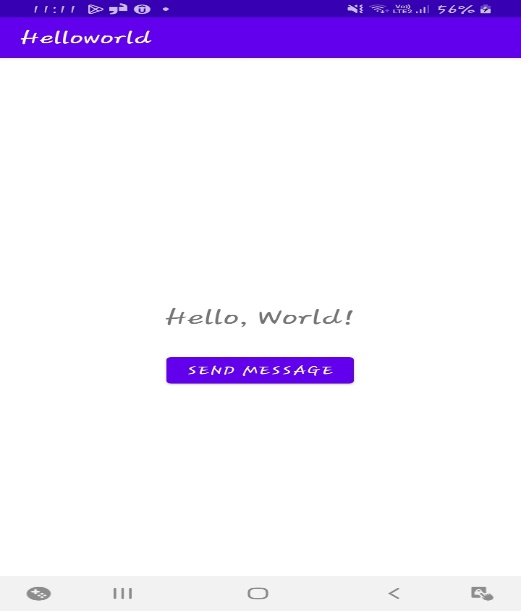 11:11 56%
Helloworld
Hello, World!
SEND MESSAGE